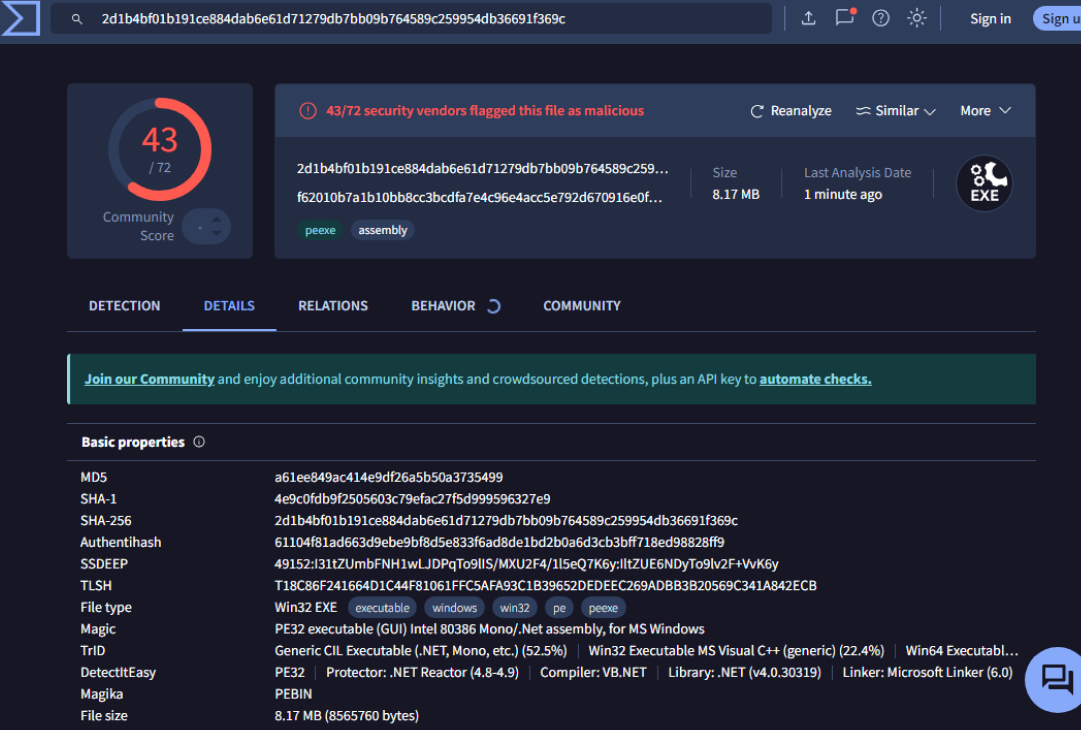 2d1b4bf01b191ce884dab6e61d71279db7bb09b764589c259954db36691f369c
Sign in
Sign u
43
/ 72
Community
Score
43/72 security vendors flagged this file as malicious
Reanalyze
Similar
More
2d1b4bf01b191ce884dab6e61d71279db7bb09b764589c259...
f62010b7a1b10bb8cc3bcdfa7e4c96e4acc5e792d670916e0f...
peexe
assembly
Size
8.17 MB
Last Analysis Date
1 minute ago
EXE
DETECTION
DETAILS
RELATIONS
BEHAVIOR
COMMUNITY
Join our Community and enjoy additional community insights and crowdsourced detections, plus an API key to automate checks.
Basic properties
MD5 a61ee849ac414e9df26a5b50a3735499
SHA-1 4e9c0fdb9f2505603c79efac27f5d999596327e9
SHA-256 2d1b4bf01b191ce884dab6e61d71279db7bb09b764589c259954db36691f369c
Authentihash 61104f81ad663d9ebe9bf8d5e833f6ad8de1bd2b0a6d3cb3bff718ed98828ff9
SSDEEP 49152:I31tZUmbFNH1wLJDPqTo9lIS/MXU2F4/1l5eQ7K6y:IltZUE6NDyTo9lv2F+VvK6y
TLSH T18C86F241664D1C44F81061FFC5AFA93C1B39652DEDEEC269ADBB3B20569C341A842ECB
File type Win32 EXE executable windows win32 pe peexe
Magic PE32 executable (GUI) Intel 80386 Mono/.Net assembly, for MS Windows
TrID Generic CIL Executable (.NET, Mono, etc.) (52.5%) | Win32 Executable MS Visual C++ (generic) (22.4%) | Win64 Executabl...
DetectItEasy PE32 | Protector: .NET Reactor (4.8-4.9) | Compiler: VB.NET | Library: .NET (v4.0.30319) | Linker: Microsoft Linker (6.0)
Magika PEBIN
File size 8.17 MB (8565760 bytes)